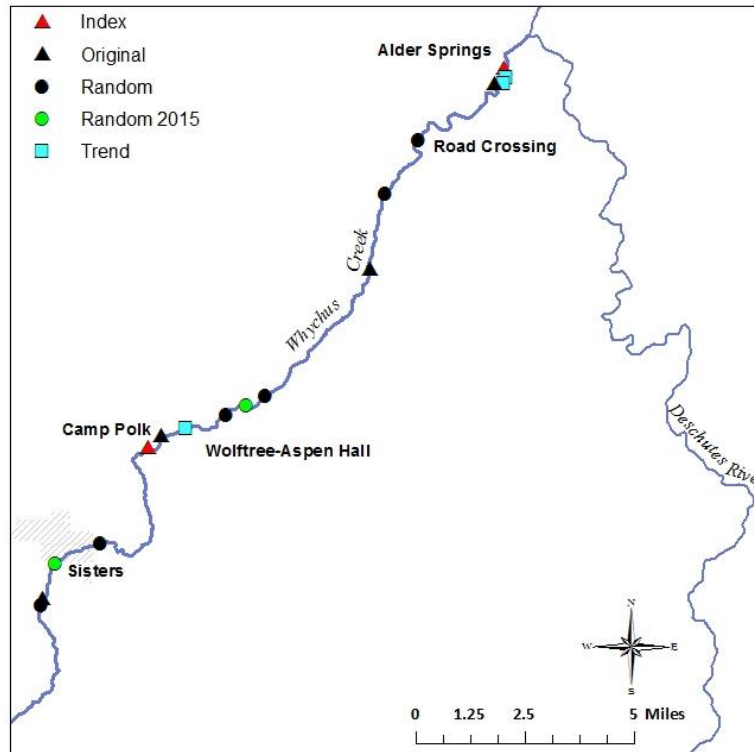 Index
Original
Random
Random 2015
Trend
Alder Springs
Road Crossing
Whychus Creek
Camp Polk
Wolftree-Aspen Hall
Deschutes River
Sisters
N
W E
S
0 1.25 2.5 5 Miles